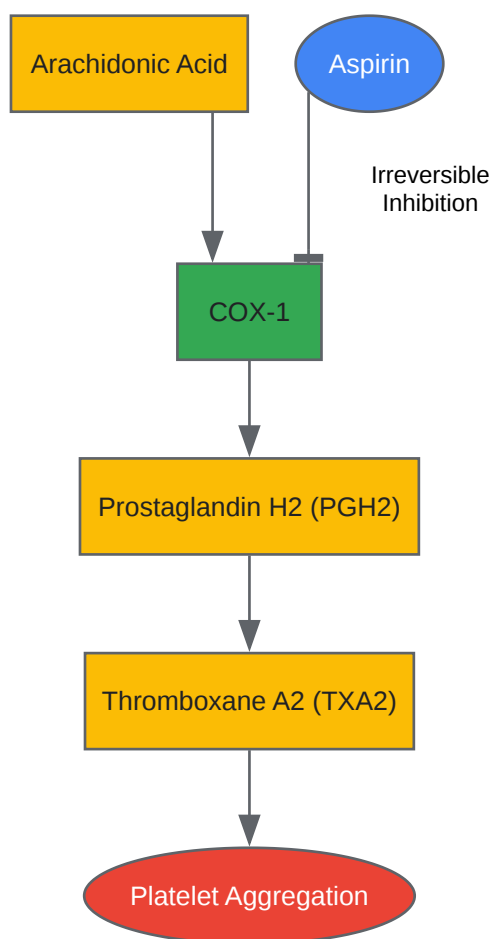 Arachidonic Acid
Aspirin
Irreversible
Inhibition
COX-1
Prostaglandin H2 (PGH2)
Thromboxane A2 (TXA2)
Platelet Aggregation